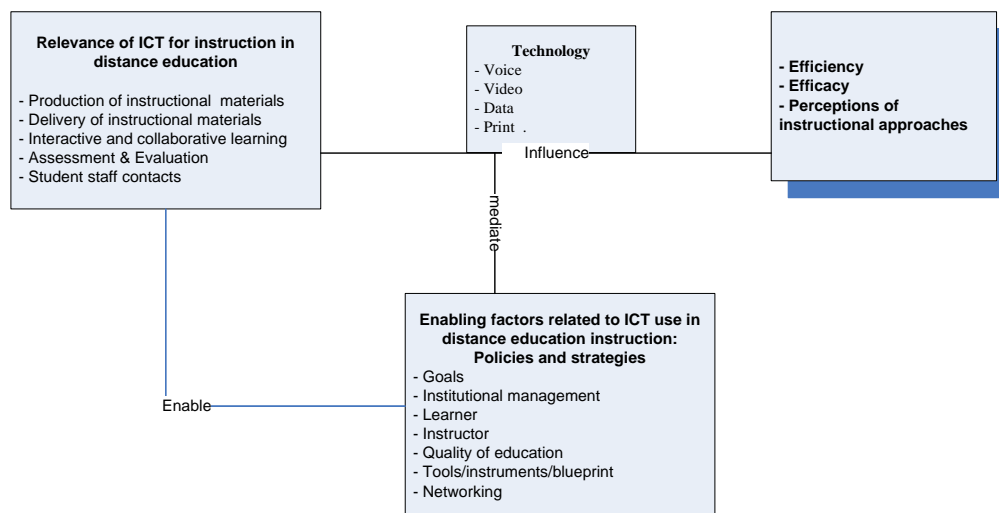 Relevance of ICT for instruction in
distance education
- Production of instructional materials
- Delivery of instructional materials
- Interactive and collaborative learning
- Assessment & Evaluation
- Student staff contacts
Technology
- Voice
- Video
- Data
- Print .
Influence
- Efficiency
- Efficacy
- Perceptions of
instructional approaches
mediate
Enable
Enabling factors related to ICT use in
distance education instruction:
Policies and strategies
- Goals
- Institutional management
- Learner
- Instructor
- Quality of education
- Tools/instruments/blueprint
- Networking